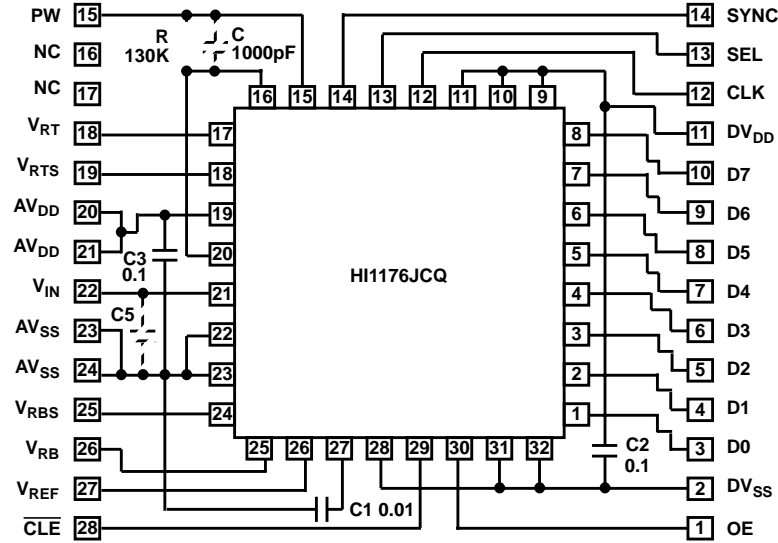 PW 15
NC 16
NC 17
VRT 18
VRTS 19
AVDD 20
AVDD 21
VIN 22
AVSS 23
AVSS 24
VRBS 25
VRB 26
VREF 27
CLE 28
R
130K
C
1000pF
C3
0.1
C5
16 15 14 13 12 11 10 9
17
18
19
20
21
22
23
24
HI1176JCQ
8
7
6
5
4
3
2
1
25 26 27 28 29 30 31 32
C1 0.01
C2
0.1
14 SYNC
13 SEL
12 CLK
11 DVDD
10 D7
9 D6
8 D5
7 D4
6 D3
5 D2
4 D1
3 D0
2 DVSS
1 OE